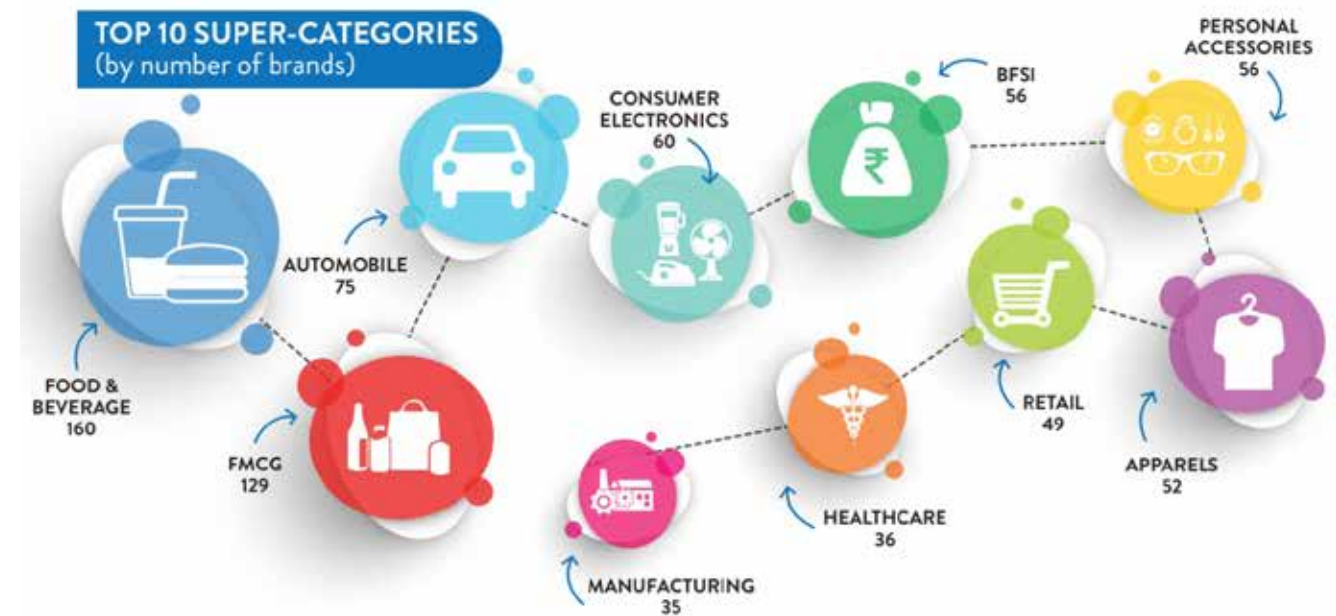 TOP 10 SUPER-CATEGORIES
(by number of brands)
FOOD &
BEVERAGE
160
FMCG
129
AUTOMOBILE
75
CONSUMER
ELECTRONICS
60
BFSI
56
₹
PERSONAL
ACCESSORIES
56
APPARELS
52
RETAIL
49
HEALTHCARE
36
MANUFACTURING
35